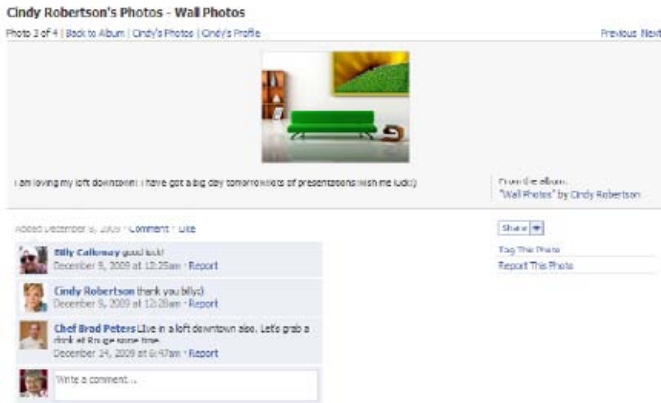 Cindy Robertson's Photos - Wall Photos
Photo 2 of 4 | Back to Album | Cindy's Photos | Cindy's Profile
Previous Next
I am loving my loft downtown! I have got a big day tomorrow lots of presentations wish me luck:)
From the album:
"Wall Photos" by Cindy Robertson
Added December 8, 2009 · Comment · Like
Share
Billy Calloway good luck!
December 9, 2009 at 12:25am · Report
Tag This Photo
Report This Photo
Cindy Robertson thank you billy:)
December 9, 2009 at 12:28am · Report
Chef Brad Peters Live in a loft downtown also. Let's grab a
drink at Rouge some time.
December 14, 2009 at 6:47am · Report
Write a comment...